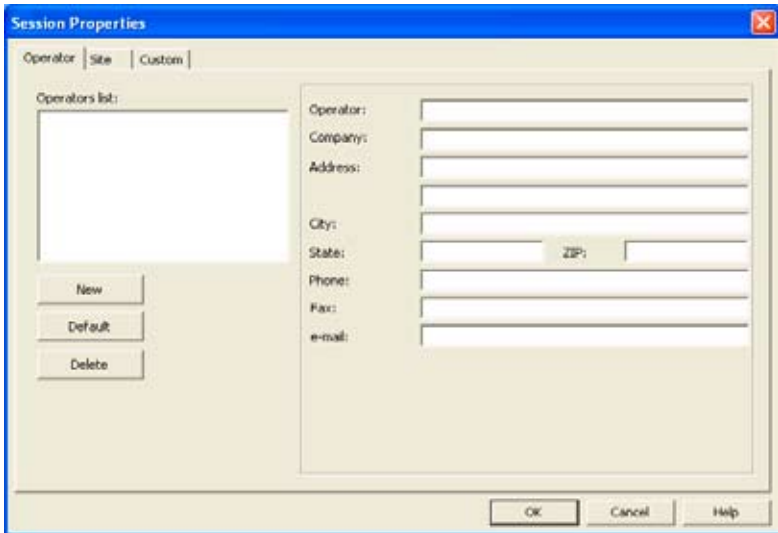 Session Properties
Operator Site Custom
Operators list:
Operator:
Company:
Address:
City:
State: ZIP:
Phone:
Fax:
e-mail:
New
Default
Delete
OK Cancel Help